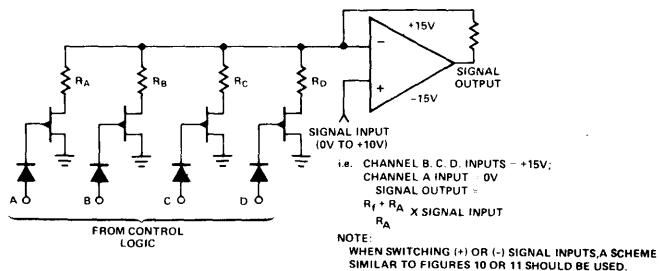 +15V
R_A
R_B
R_C
R_D
−
+
SIGNAL
OUTPUT
−15V
SIGNAL INPUT
(0V TO +10V)
A
B
C
D
FROM CONTROL
LOGIC
i.e. CHANNEL B. C. D. INPUTS = +15V;
CHANNEL A INPUT 0V
SIGNAL OUTPUT =
R_f + R_A
X SIGNAL INPUT
R_A
NOTE:
WHEN SWITCHING (+) OR (-) SIGNAL INPUTS,A SCHEME
SIMILAR TO FIGURES 10 OR 11 SHOULD BE USED.